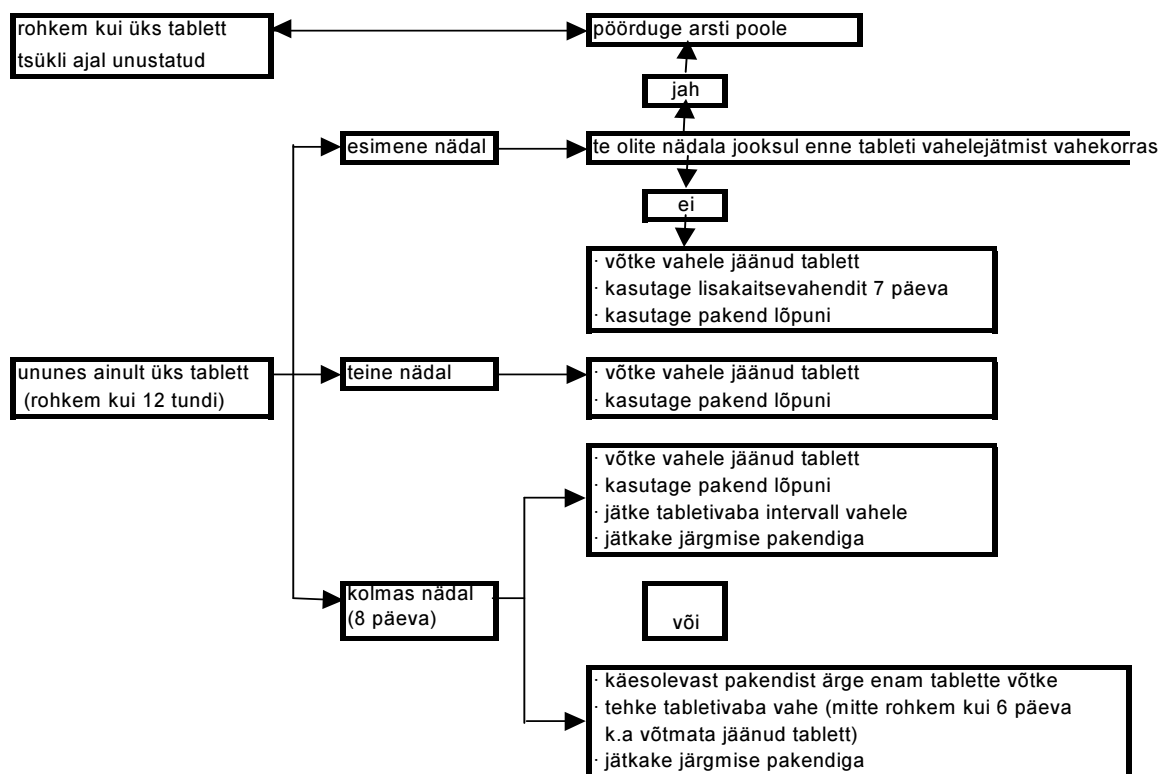 rohkem kui üks tablett
tsükli ajal unustatud
pöörduge arsti poole
jah
esimene nädal
te olite nädala jooksul enne tableti vahelejätmist vahekorras
ei
· võtke vahele jäänud tablett
· kasutage lisakaitsevahendit 7 päeva
· kasutage pakend lõpuni
ununes ainult üks tablett
(rohkem kui 12 tundi)
teine nädal
· võtke vahele jäänud tablett
· kasutage pakend lõpuni
· võtke vahele jäänud tablett
· kasutage pakend lõpuni
· jätke tabletivaba intervall vahele
· jätkake järgmise pakendiga
kolmas nädal
(8 päeva)
või
· käesolevast pakendist ärge enam tablette võtke
· tehke tabletivaba vahe (mitte rohkem kui 6 päeva
k.a võtmata jäänud tablett)
· jätkake järgmise pakendiga